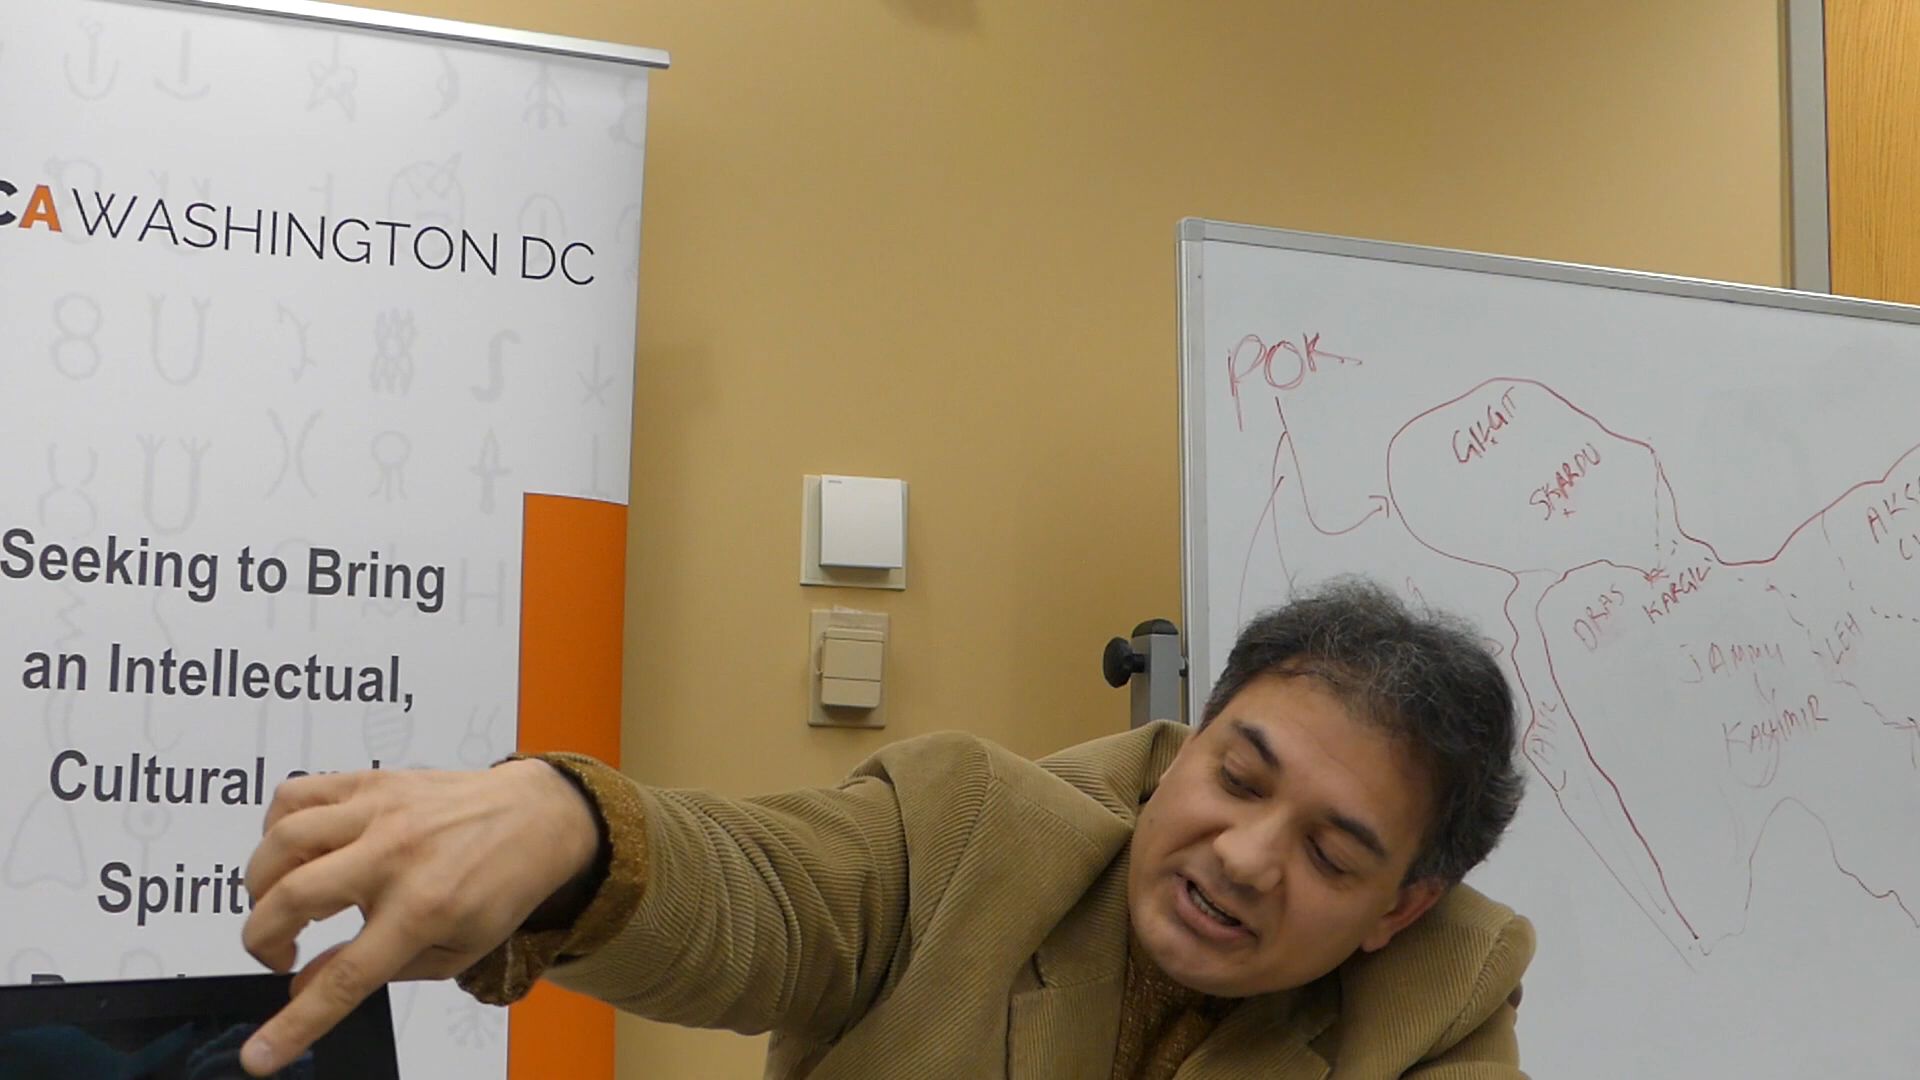 CA WASHINGTON DC
Seeking to Bring
an Intellectual,
Cultural
Spirit
POK
GILGIT
SKARDU
DRAS
KARGIL
LEH
JAMMU
KASHMIR